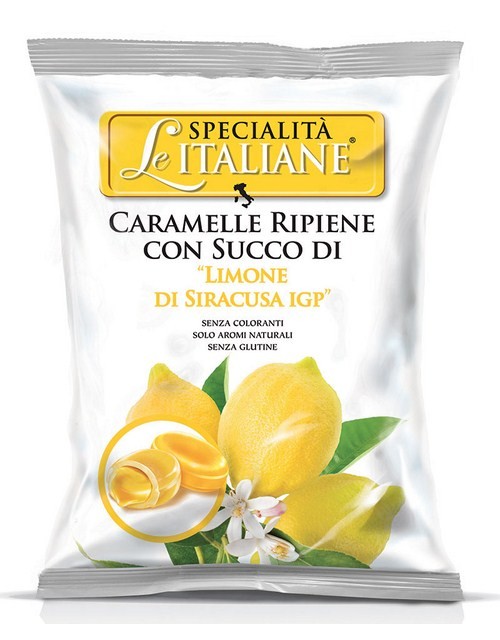 SPECIALITÀ
Le ITALIANE®
CARAMELLE RIPIENE
CON SUCCO DI
“LIMONE
DI SIRACUSA IGP”
SENZA COLORANTI
SOLO AROMI NATURALI
SENZA GLUTINE